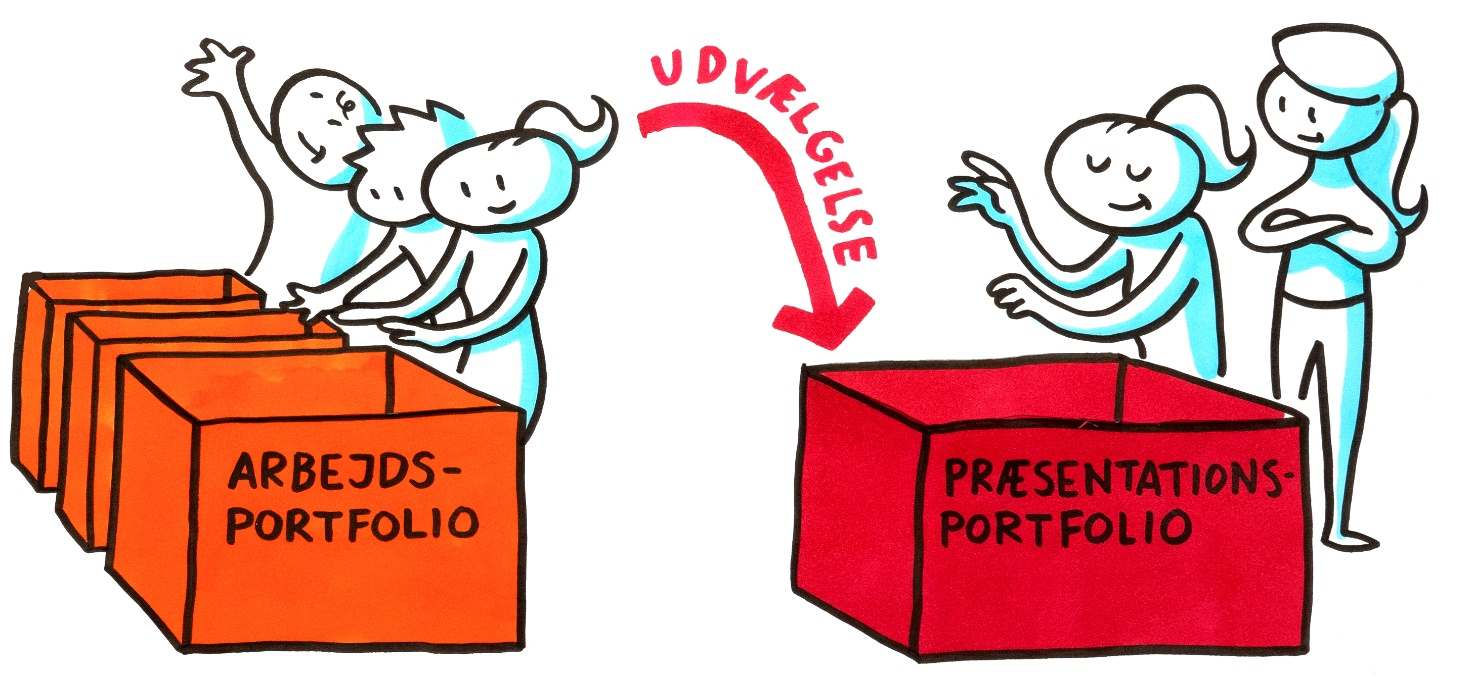 UDVÆLGELSE
ARBEJDS-
PORTFOLIO
PRÆSENTATIONS-
PORTFOLIO